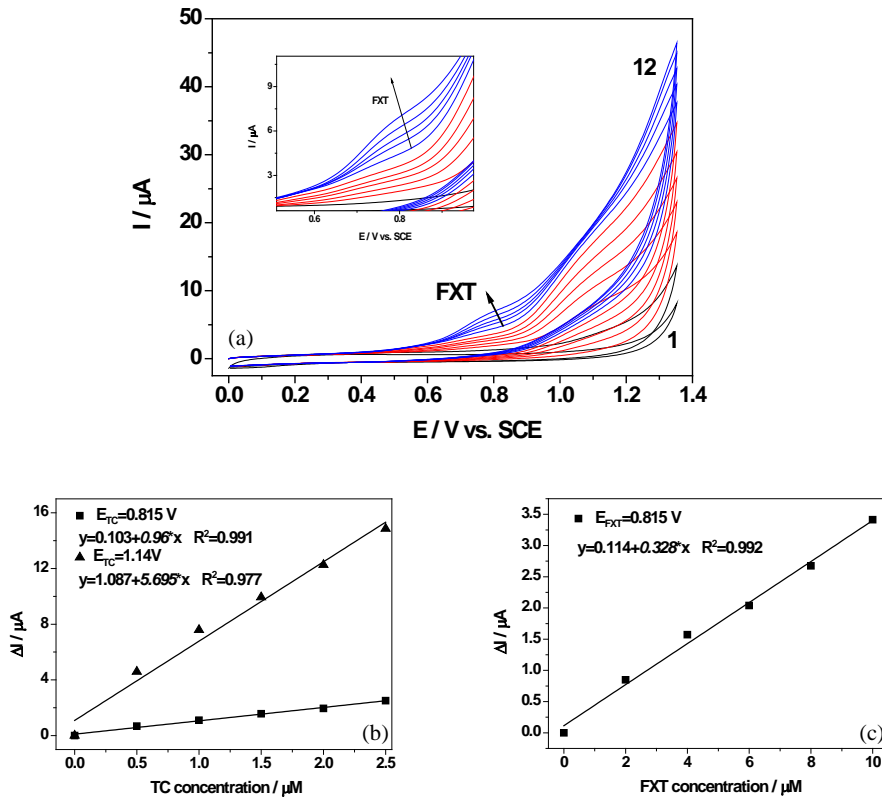 50
40
30
20
10
0
I / µA
0.0 0.2 0.4 0.6 0.8 1.0 1.2 1.4
E / V vs. SCE
12
1
FXT
(a)
9
6
3
I / µA
FXT
0.6 0.8
E / V vs. SCE
16
12
8
4
0
ΔI / µA
E_TC=0.815 V
y=0.103+0.96*x R²=0.991
E_TC=1.14V
y=1.087+5.695*x R²=0.977
(b)
0.0 0.5 1.0 1.5 2.0 2.5
TC concentration / µM
3.5
3.0
2.5
2.0
1.5
1.0
0.5
0.0
ΔI / µA
E_FXT=0.815 V
y=0.114+0.328*x R²=0.992
(c)
0 2 4 6 8 10
FXT concentration / µM